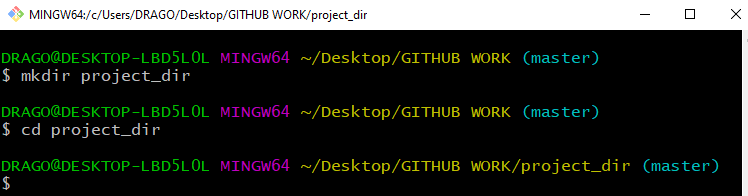 MINGW64:/c/Users/DRAGO/Desktop/GITHUB WORK/project_dir
DRAGO@DESKTOP-LBD5L0L MINGW64 ~/Desktop/GITHUB WORK (master)
$ mkdir project_dir
DRAGO@DESKTOP-LBD5L0L MINGW64 ~/Desktop/GITHUB WORK (master)
$ cd project_dir
DRAGO@DESKTOP-LBD5L0L MINGW64 ~/Desktop/GITHUB WORK/project_dir (master)
$